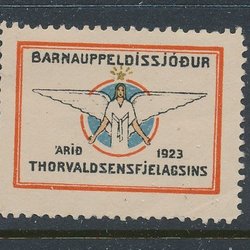 BARNAUPPELDISSJÓÐUR
ÁRIÐ 1923
THORVALDSENSFJELAGSINS